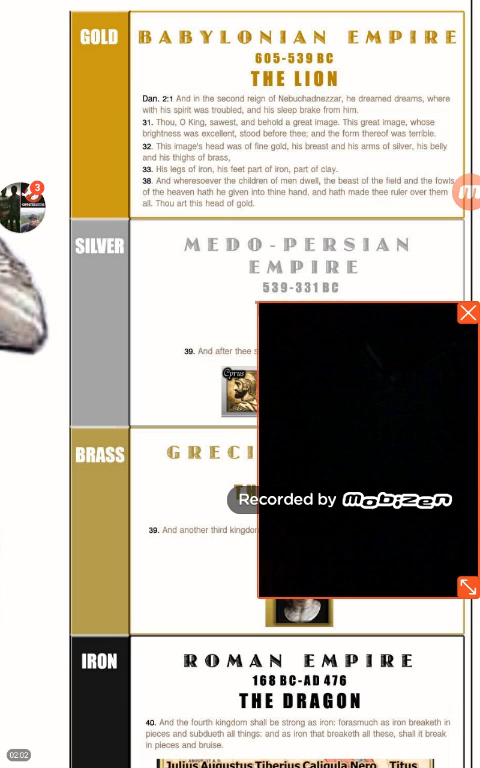 GOLD
BABYLONIAN EMPIRE
605-539 BC
THE LION
Dan. 2:1 And in the second reign of Nebuchadnezzar, he dreamed dreams, where
with his spirit was troubled, and his sleep brake from him.
31. Thou, O King, sawest, and behold a great image. This great image, whose
brightness was excellent, stood before thee; and the form thereof was terrible.
32. This image's head was of fine gold, his breast and his arms of silver, his belly
and his thighs of brass,
33. His legs of iron, his feet part of iron, part of clay.
38. And wheresoever the children of men dwell, the beast of the field and the fowls
of the heaven hath he given into thine hand, and hath made thee ruler over them
all. Thou art this head of gold.
3
SILVER
MEDO-PERSIAN
EMPIRE
539-331 BC
39. And after thee
Cyrus
BRASS
GRECI
Recorded by mobizen
39. And another third kingdom
IRON
ROMAN EMPIRE
168 BC-AD 476
THE DRAGON
40. And the fourth kingdom shall be strong as iron: forasmuch as iron breaketh in
pieces and subdueth all things: and as iron that breaketh all these, shall it break
in pieces and bruise.
02:02
Julius Augustus Tiberius Caligula Nero Titus